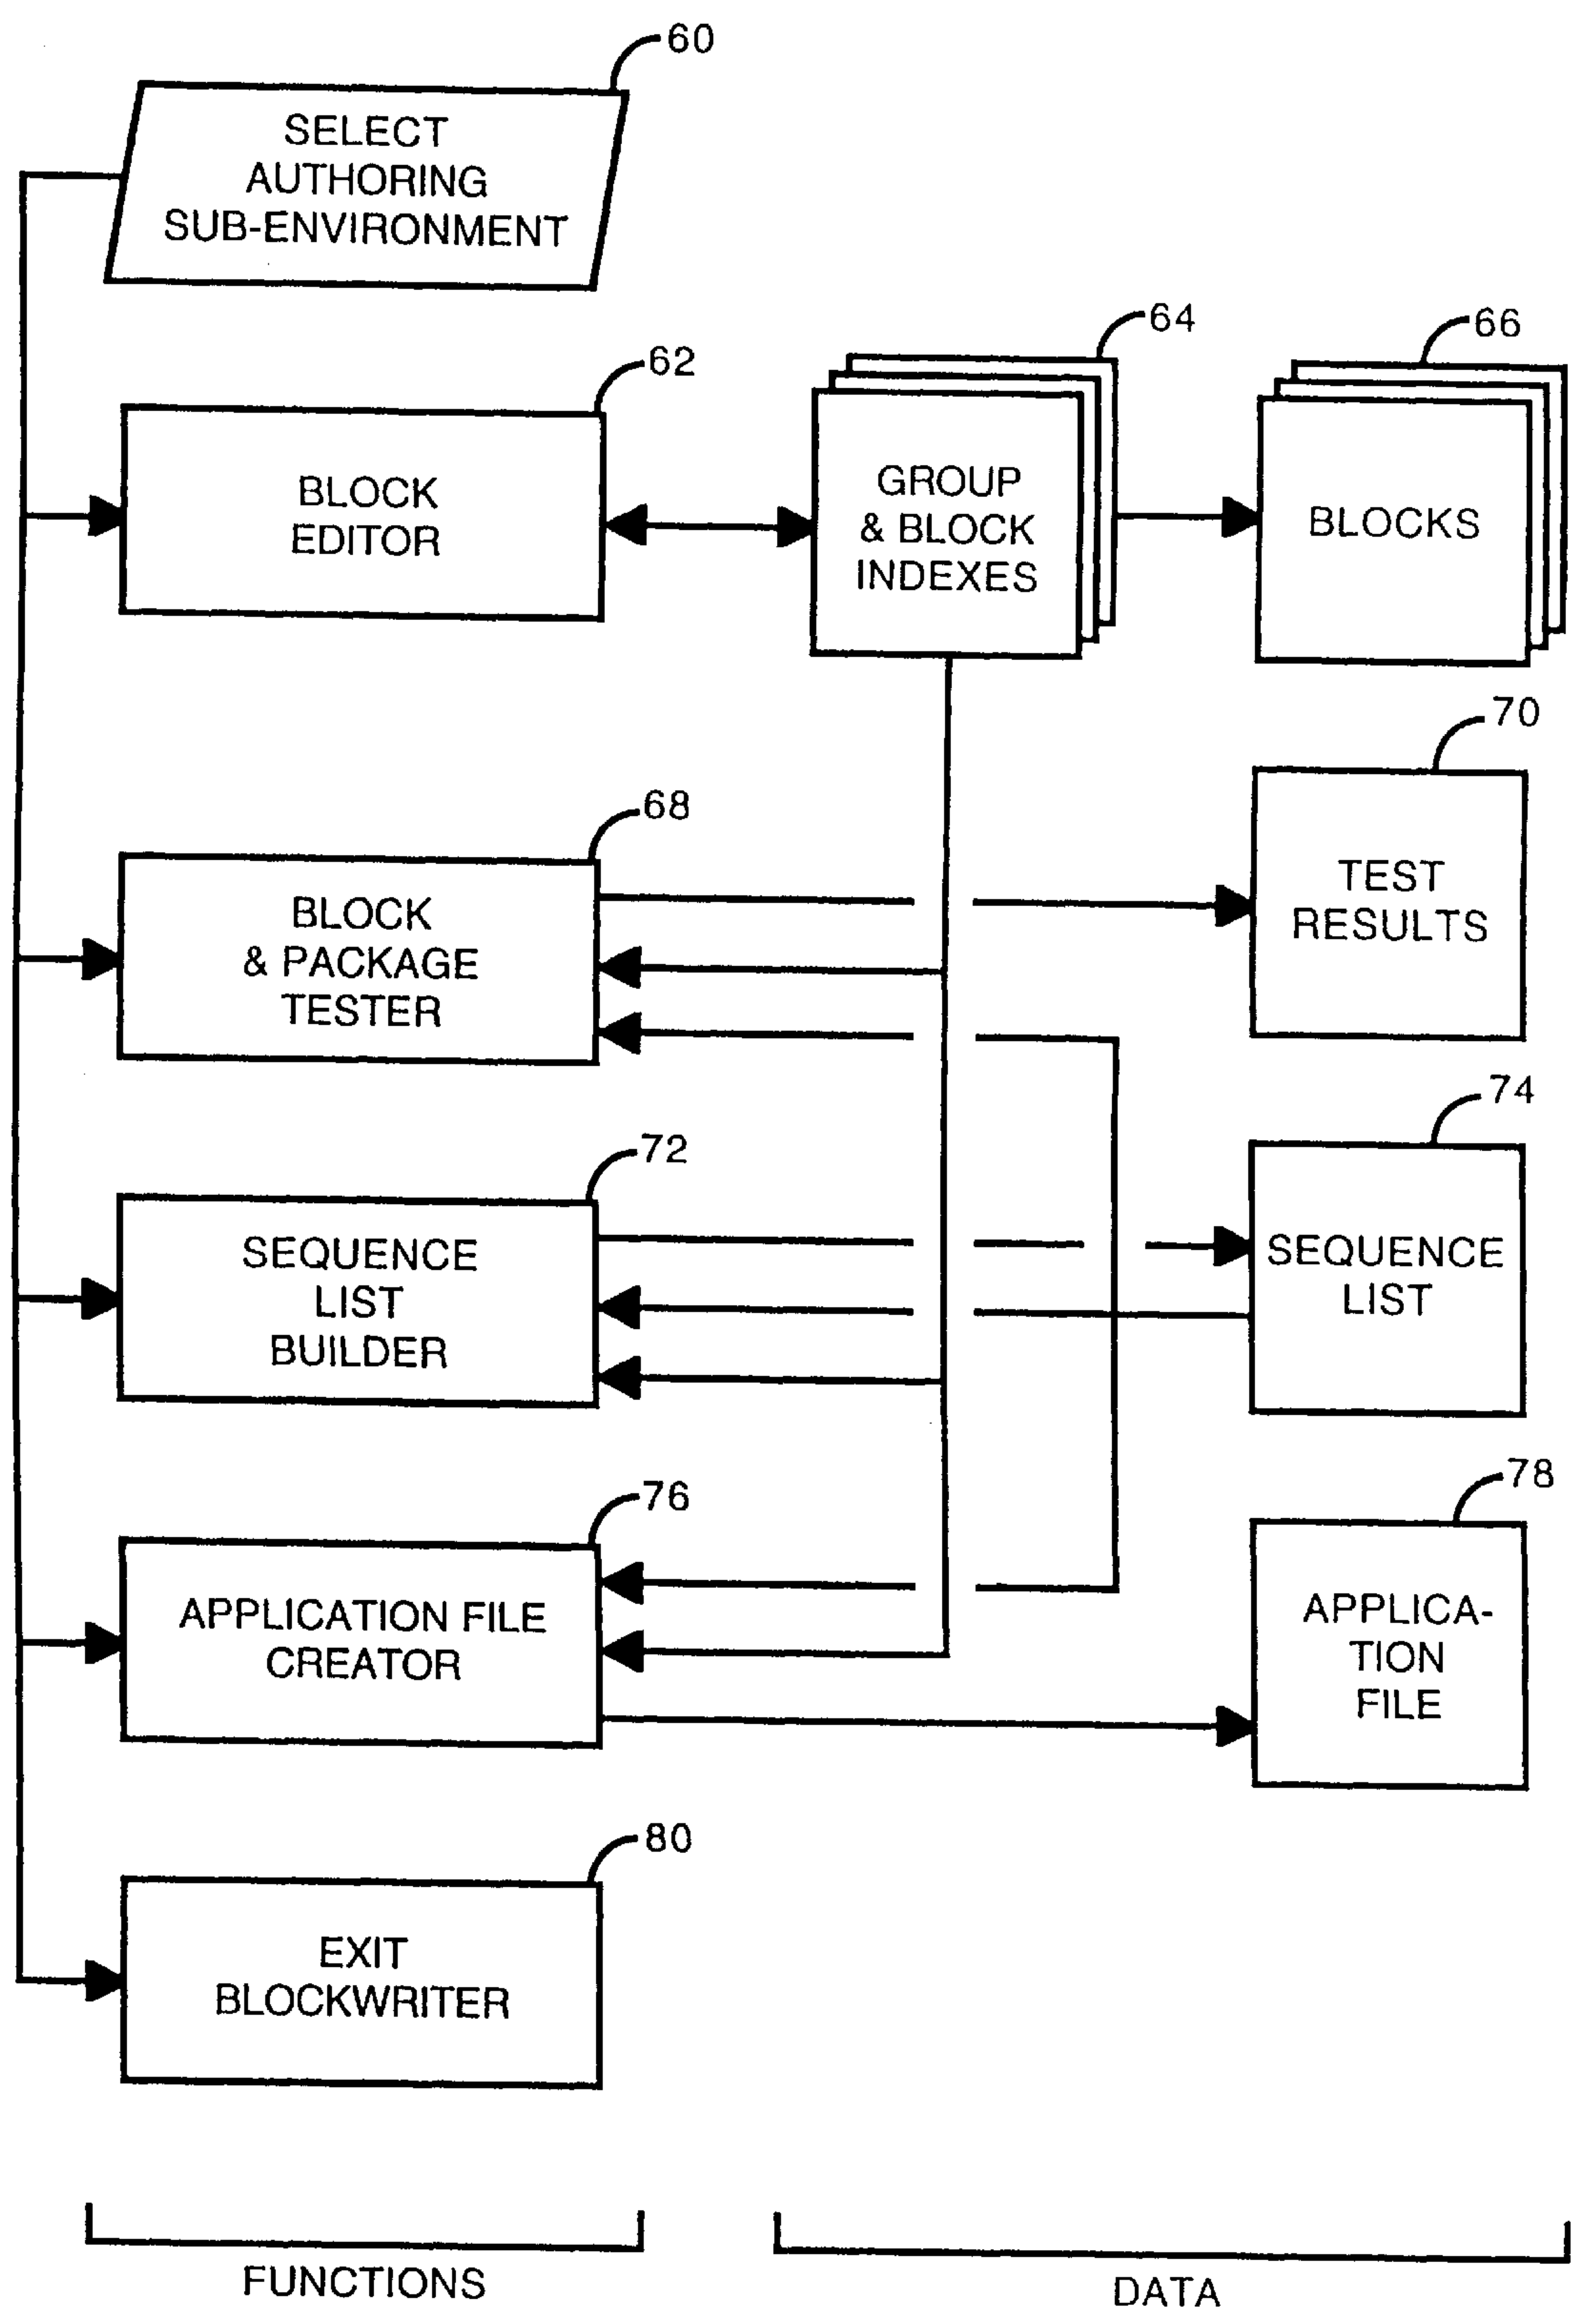 60
SELECT
AUTHORING
SUB-ENVIRONMENT
62
BLOCK
EDITOR
64
GROUP
& BLOCK
INDEXES
66
BLOCKS
68
BLOCK
& PACKAGE
TESTER
70
TEST
RESULTS
72
SEQUENCE
LIST
BUILDER
74
SEQUENCE
LIST
76
APPLICATION FILE
CREATOR
78
APPLICA-
TION
FILE
80
EXIT
BLOCKWRITER
FUNCTIONS
DATA